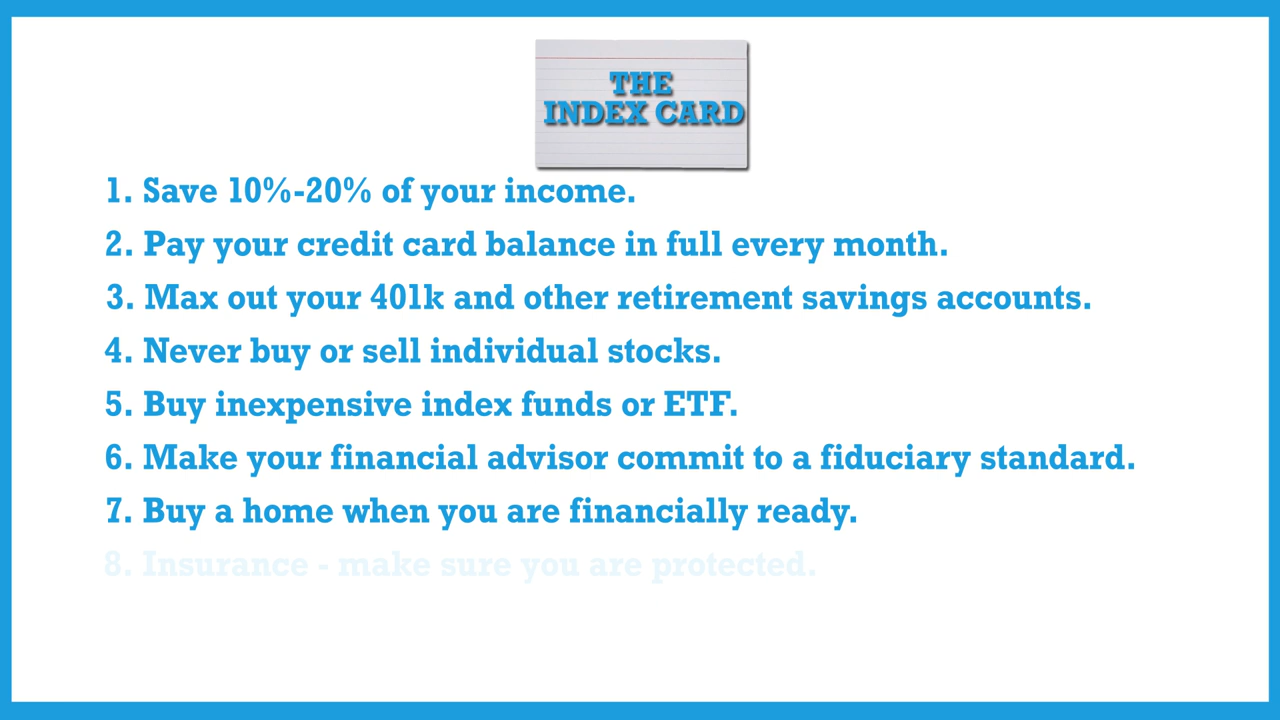 THE
INDEX CARD
1. Save 10%-20% of your income.
2. Pay your credit card balance in full every month.
3. Max out your 401k and other retirement savings accounts.
4. Never buy or sell individual stocks.
5. Buy inexpensive index funds or ETF.
6. Make your financial advisor commit to a fiduciary standard.
7. Buy a home when you are financially ready.
8. Insurance - make sure you are protected.